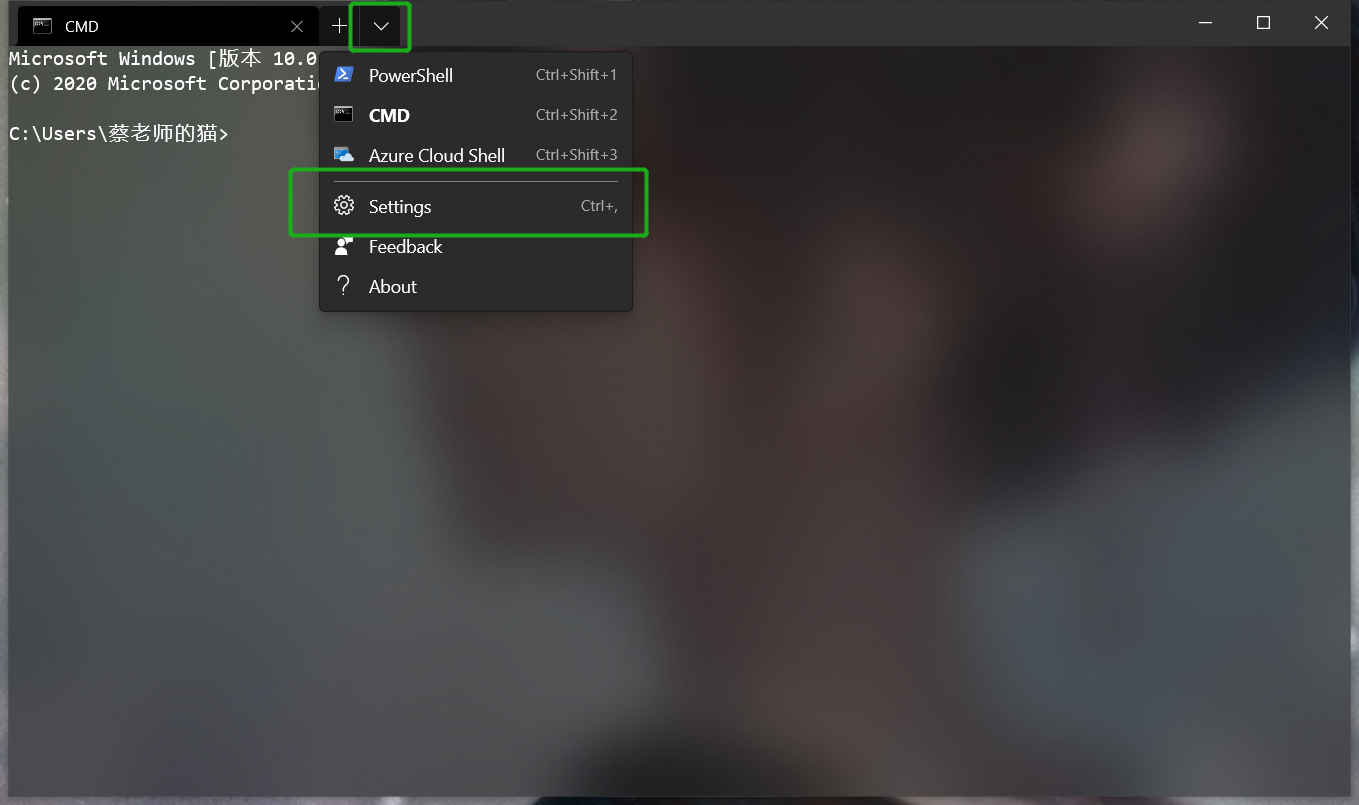 CMD
Microsoft Windows [版本 10.0
(c) 2020 Microsoft Corporati
C:\Users\蔡老师的猫>
PowerShell Ctrl+Shift+1
CMD Ctrl+Shift+2
Azure Cloud Shell Ctrl+Shift+3
Settings Ctrl+,
Feedback
About